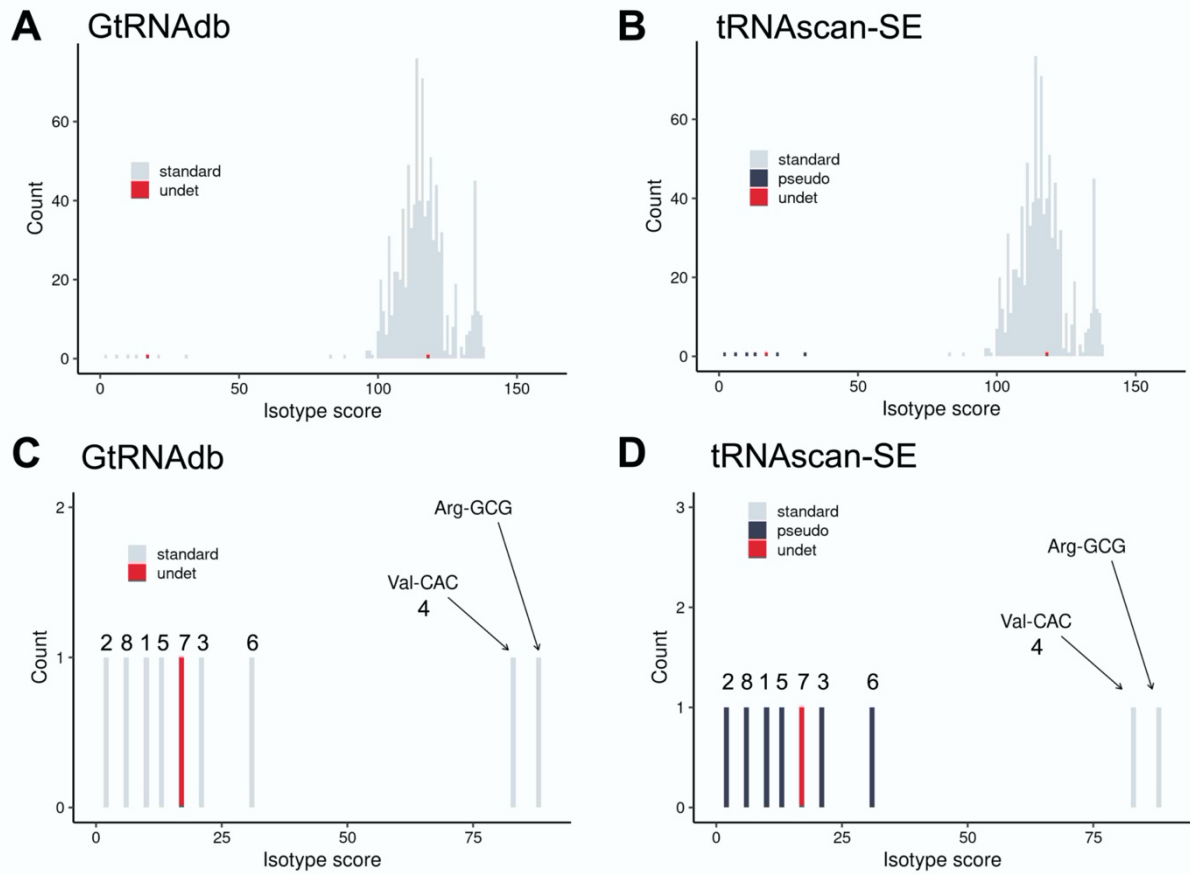 A GtRNAdb
60
40
20
0
Count
standard
undet
0 50 100 150
Isotype score
B tRNAscan-SE
60
40
20
0
Count
standard
pseudo
undet
0 50 100 150
Isotype score
C GtRNAdb
2
1
0
Count
standard
undet
Arg-GCG
Val-CAC
4
2 8 1 5 7 3 6
0 25 50 75
Isotype score
D tRNAscan-SE
3
2
1
0
Count
standard
pseudo
undet
Arg-GCG
Val-CAC
4
2 8 1 5 7 3 6
0 25 50 75
Isotype score